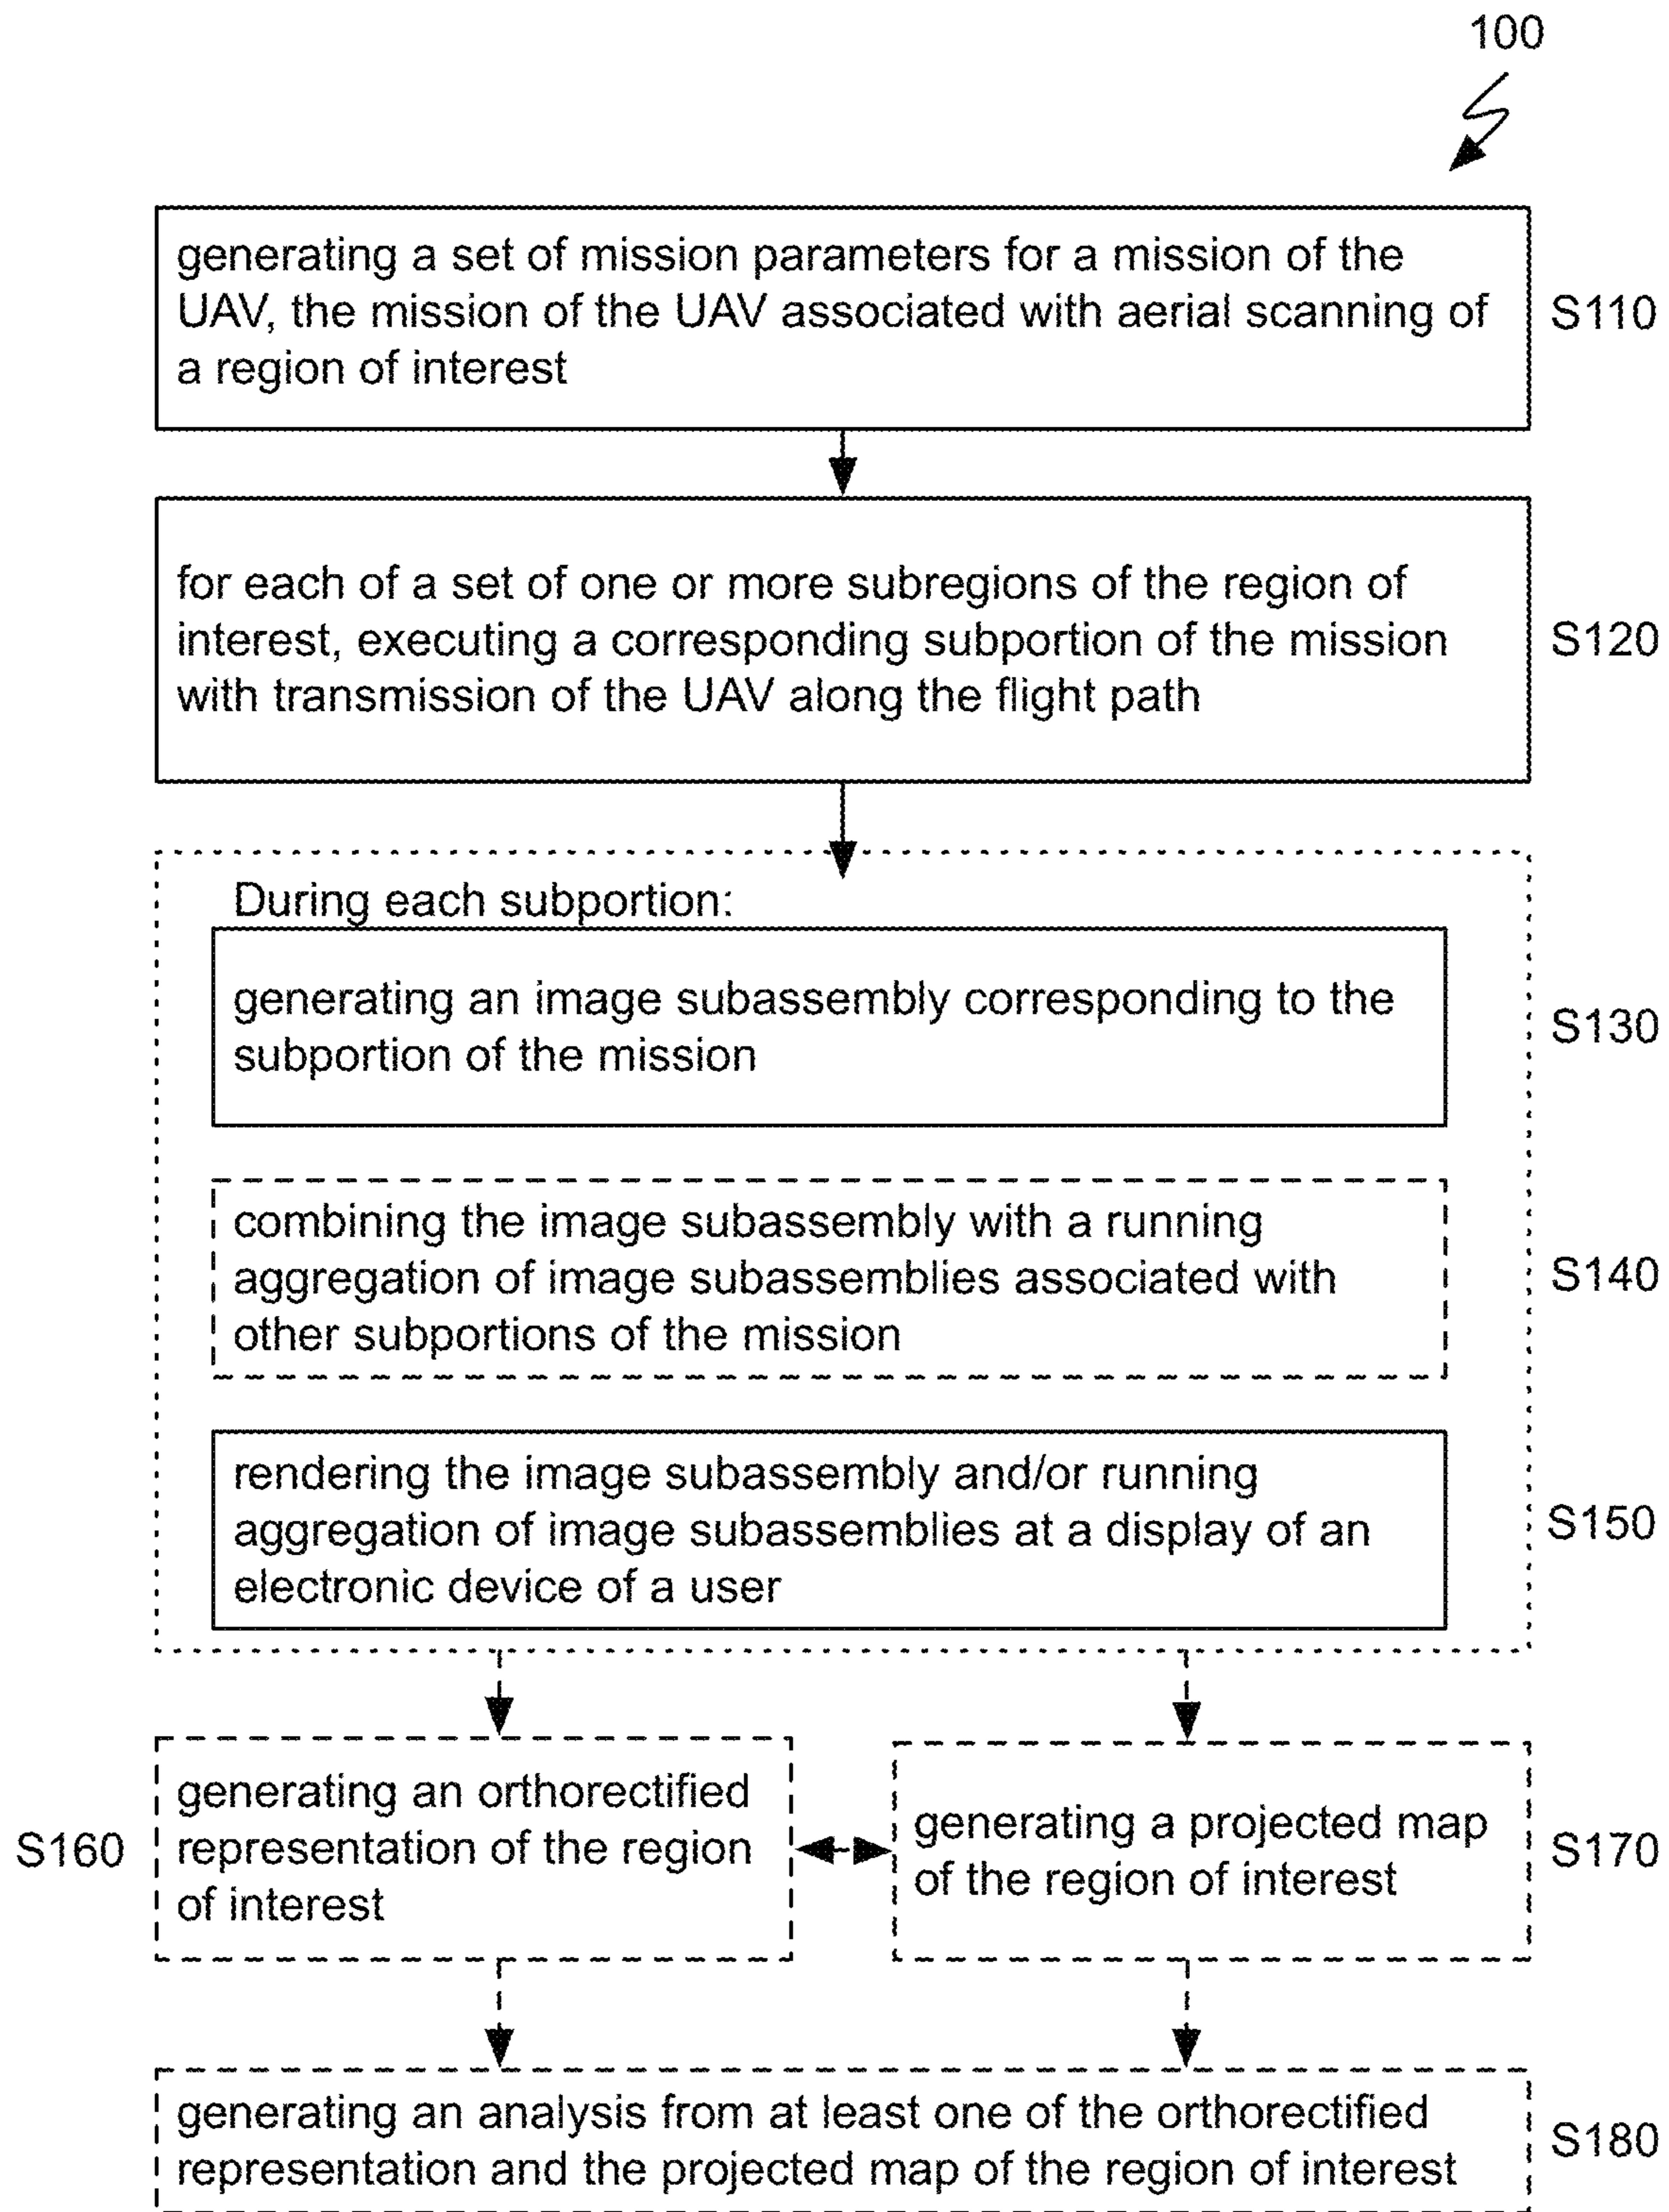 100
generating a set of mission parameters for a mission of the
UAV, the mission of the UAV associated with aerial scanning of
a region of interest
S110
for each of a set of one or more subregions of the region of
interest, executing a corresponding subportion of the mission
with transmission of the UAV along the flight path
S120
During each subportion:
generating an image subassembly corresponding to the
subportion of the mission
S130
combining the image subassembly with a running
aggregation of image subassemblies associated with
other subportions of the mission
S140
rendering the image subassembly and/or running
aggregation of image subassemblies at a display of an
electronic device of a user
S150
S160
generating an orthorectified
representation of the region
of interest
generating a projected map
of the region of interest
S170
generating an analysis from at least one of the orthorectified
representation and the projected map of the region of interest
S180